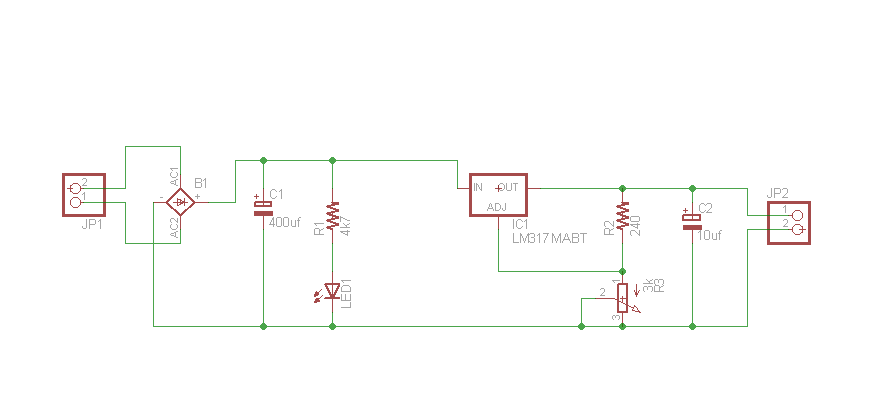 2
1
JP1
AC1
AC2
-
+
B1
+
C1
400uf
R1
4k7
LED1
IN
OUT
ADJ
IC1
LM317MABT
R2
240
1
2
3
3k
R3
+
C2
10uf
JP2
1
2